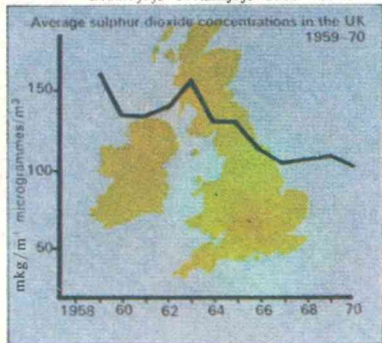 Average sulphur dioxide concentrations in the UK
1959-70
150
100
50
mkg/m³ microgrammes/m³
1958 60 62 64 66 68 70